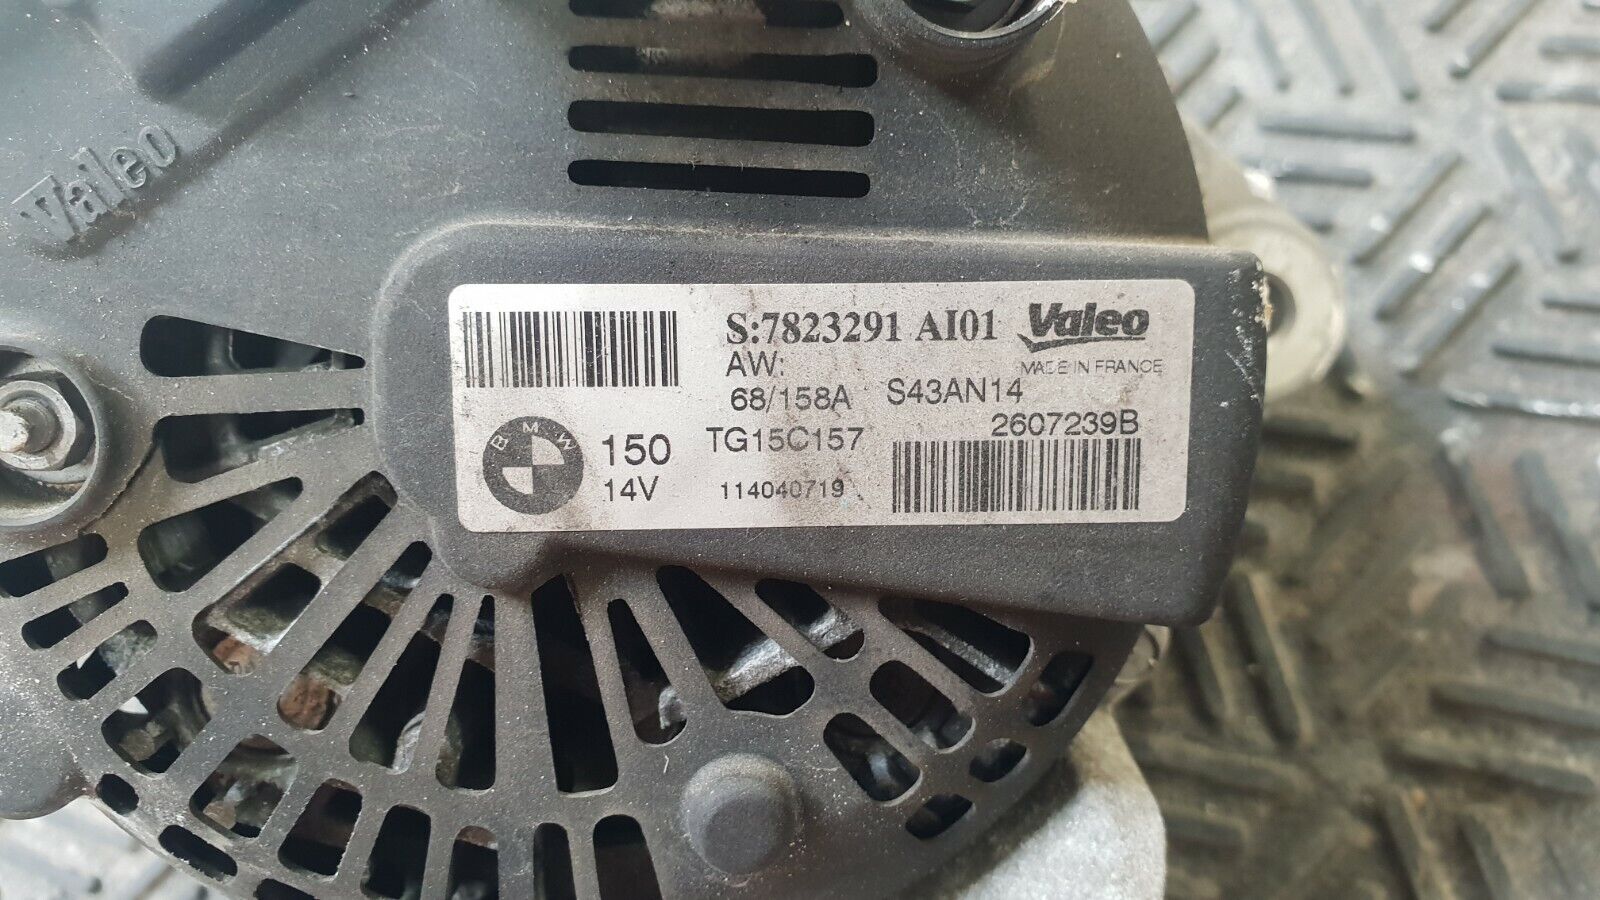 Valeo
S:7823291 AI01 Valeo
AW: MADE IN FRANCE
68/158A S43AN14
2607239B
BMW 150 TG15C157
14V 114040719